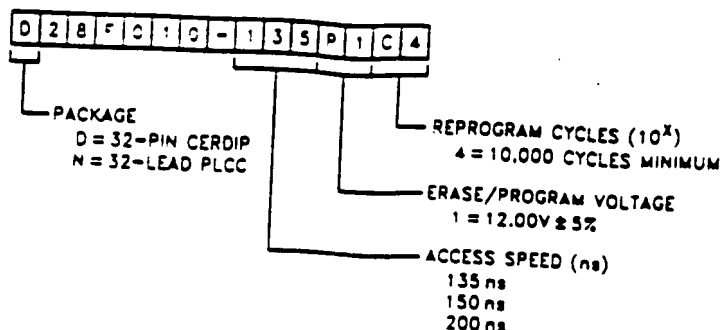 D28F010-135P1C4
PACKAGE
D = 32-PIN CERDIP
N = 32-LEAD PLCC
REPROGRAM CYCLES (10^X)
4 = 10,000 CYCLES MINIMUM
ERASE/PROGRAM VOLTAGE
1 = 12.00V ± 5%
ACCESS SPEED (ns)
135 ns
150 ns
200 ns